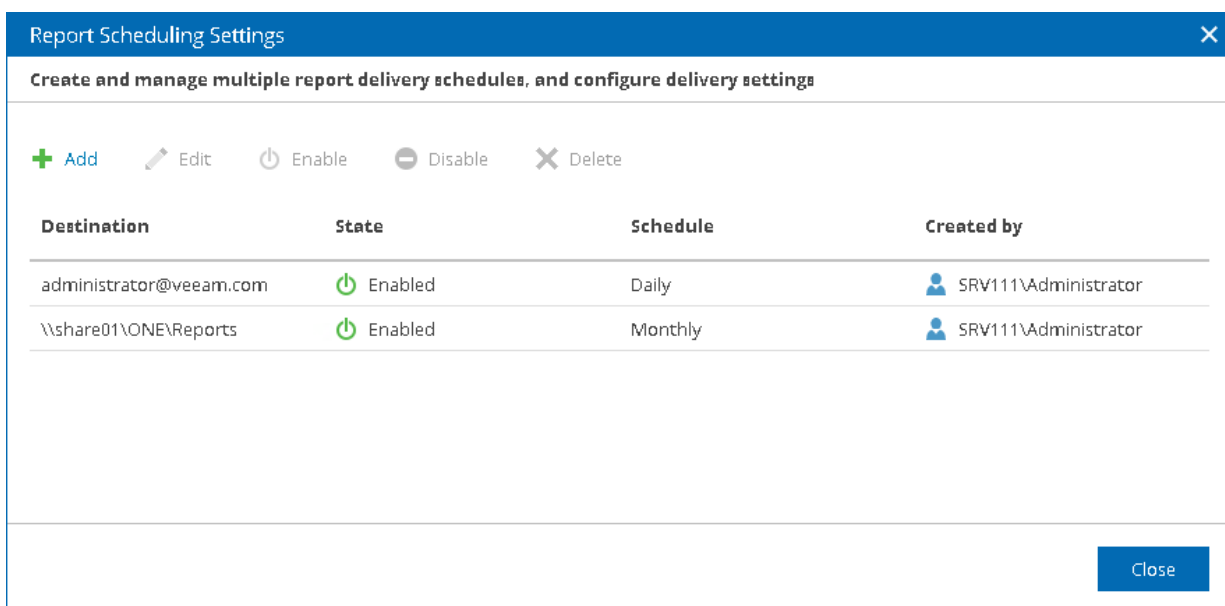 Report Scheduling Settings
Create and manage multiple report delivery schedules, and configure delivery settings
Add Edit Enable Disable Delete
Destination State Schedule Created by
administrator@veeam.com Enabled Daily SRV111\Administrator
\\share01\ONE\Reports Enabled Monthly SRV111\Administrator
Close